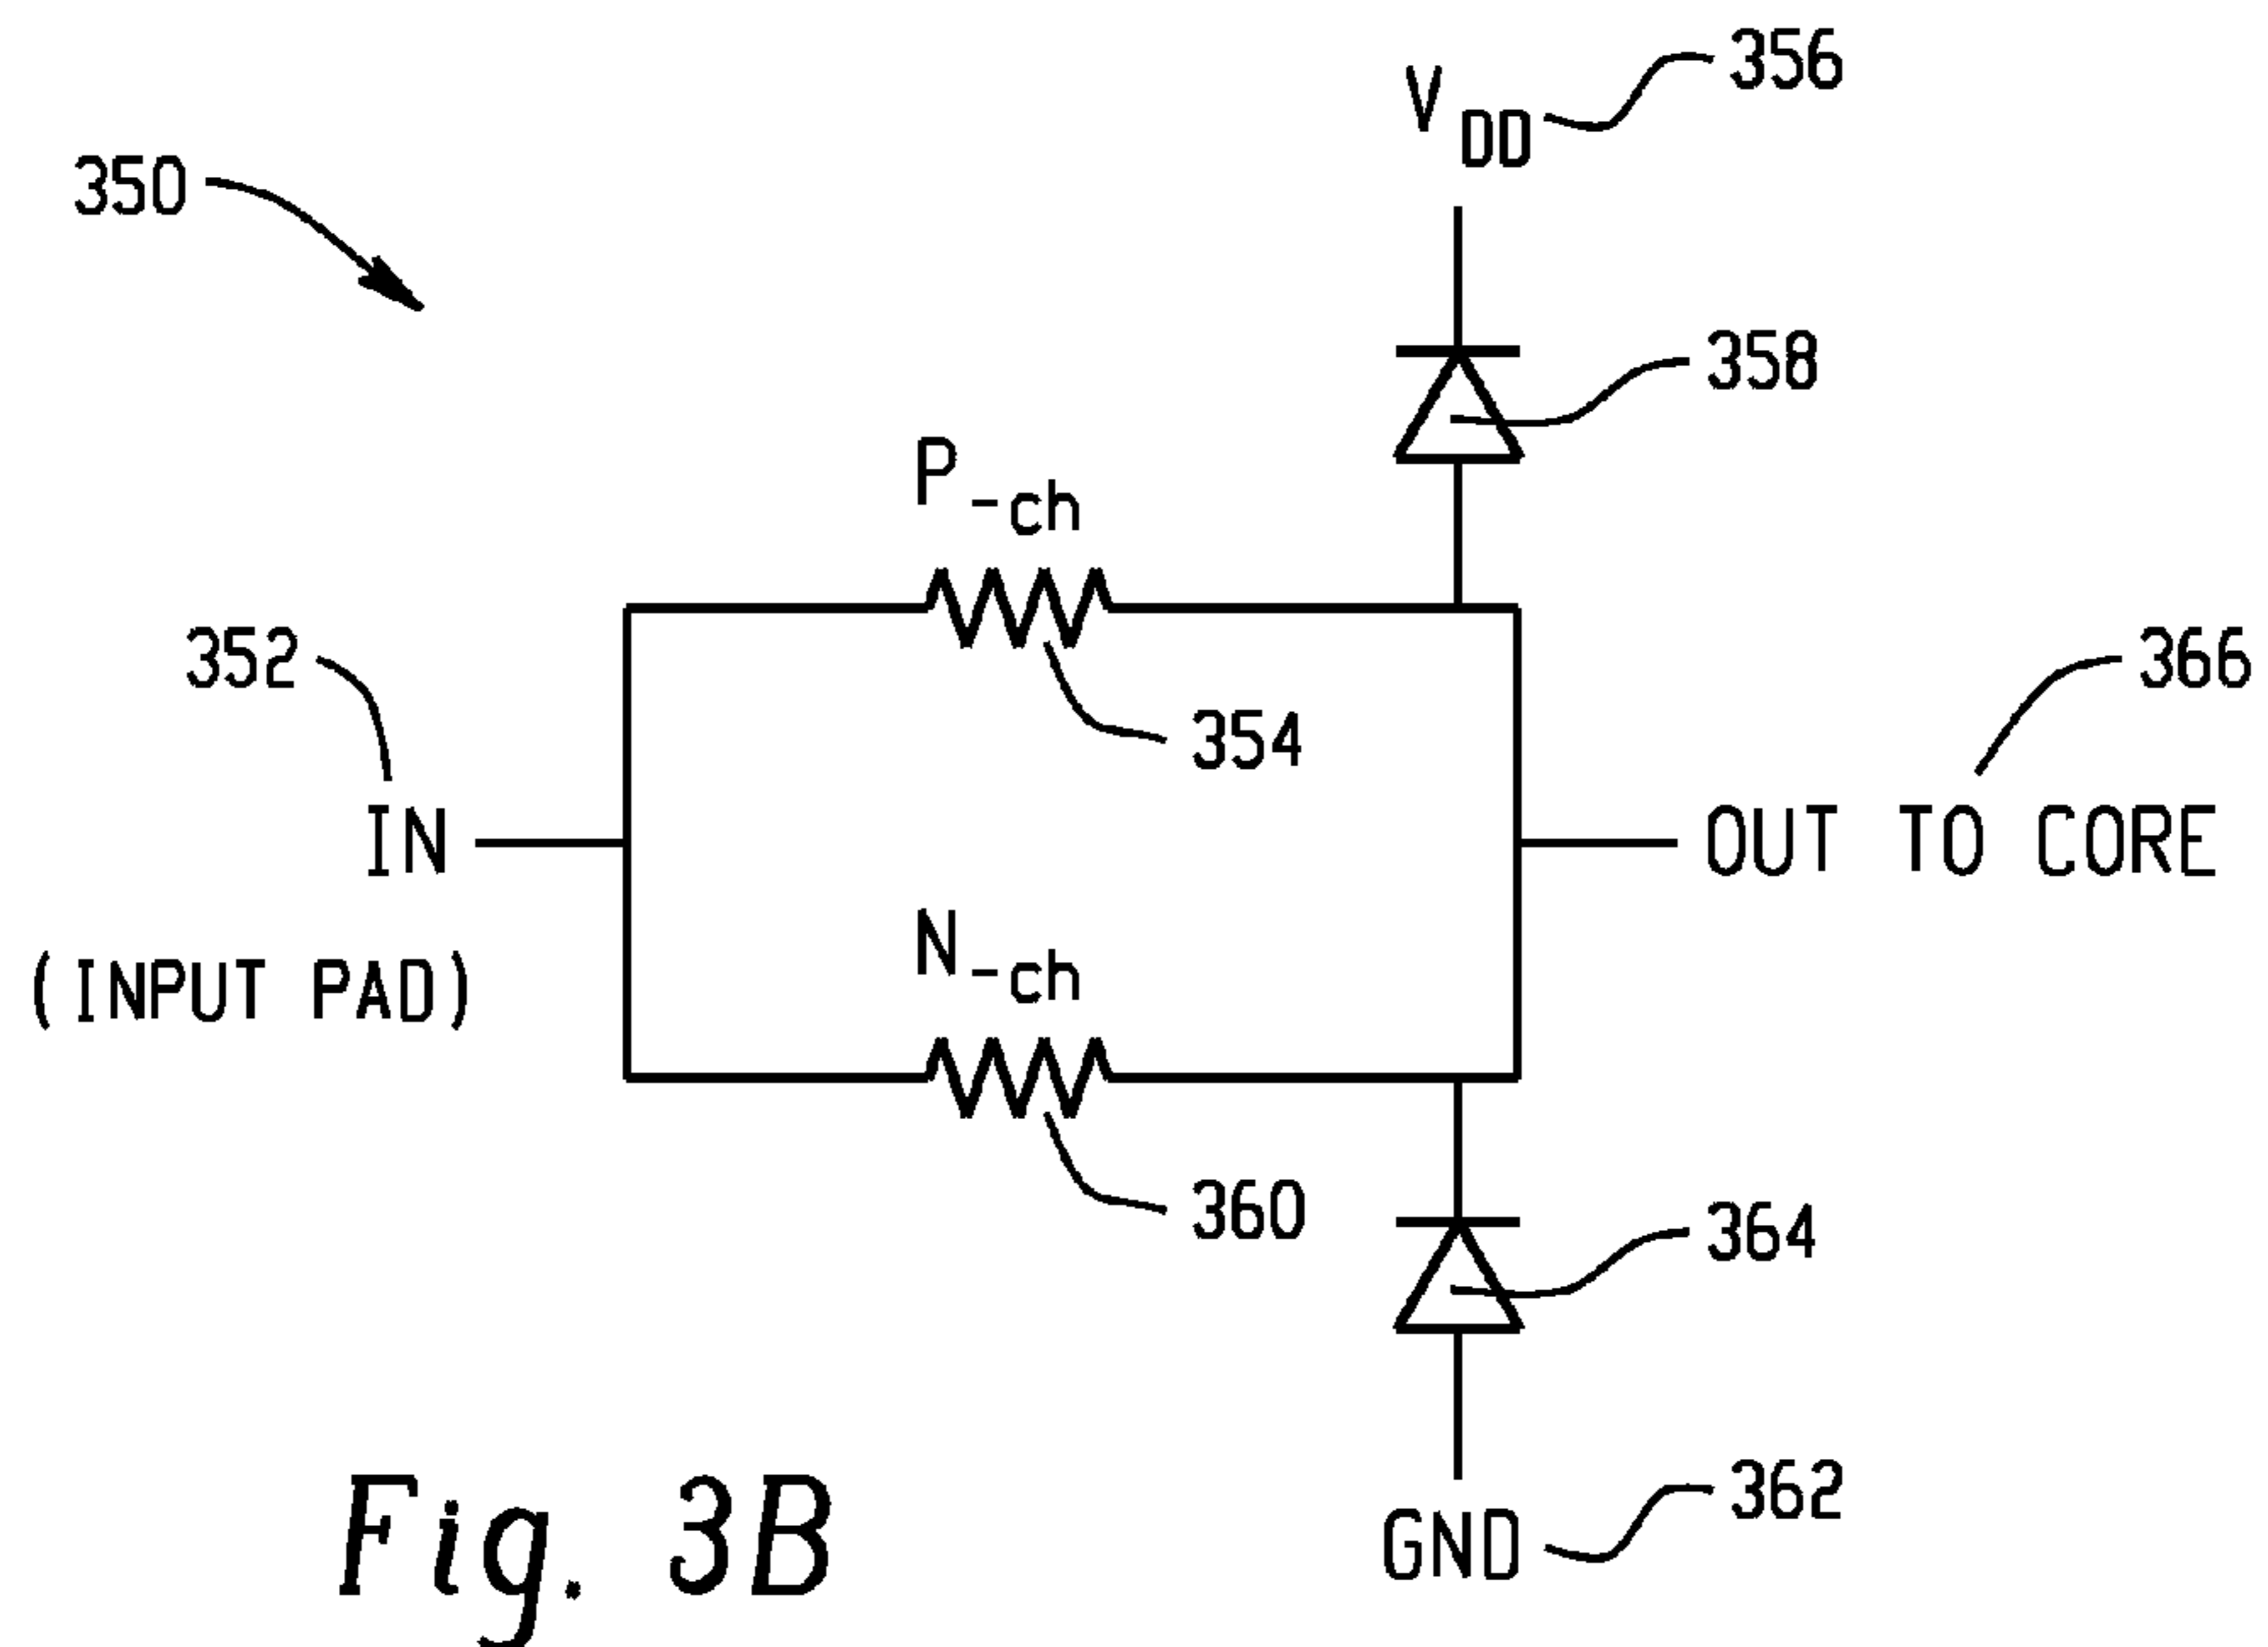 356
V DD
350
358
P-ch
352
366
354
IN
OUT TO CORE
N-ch
(INPUT PAD)
360
364
362
GND
Fig. 3B